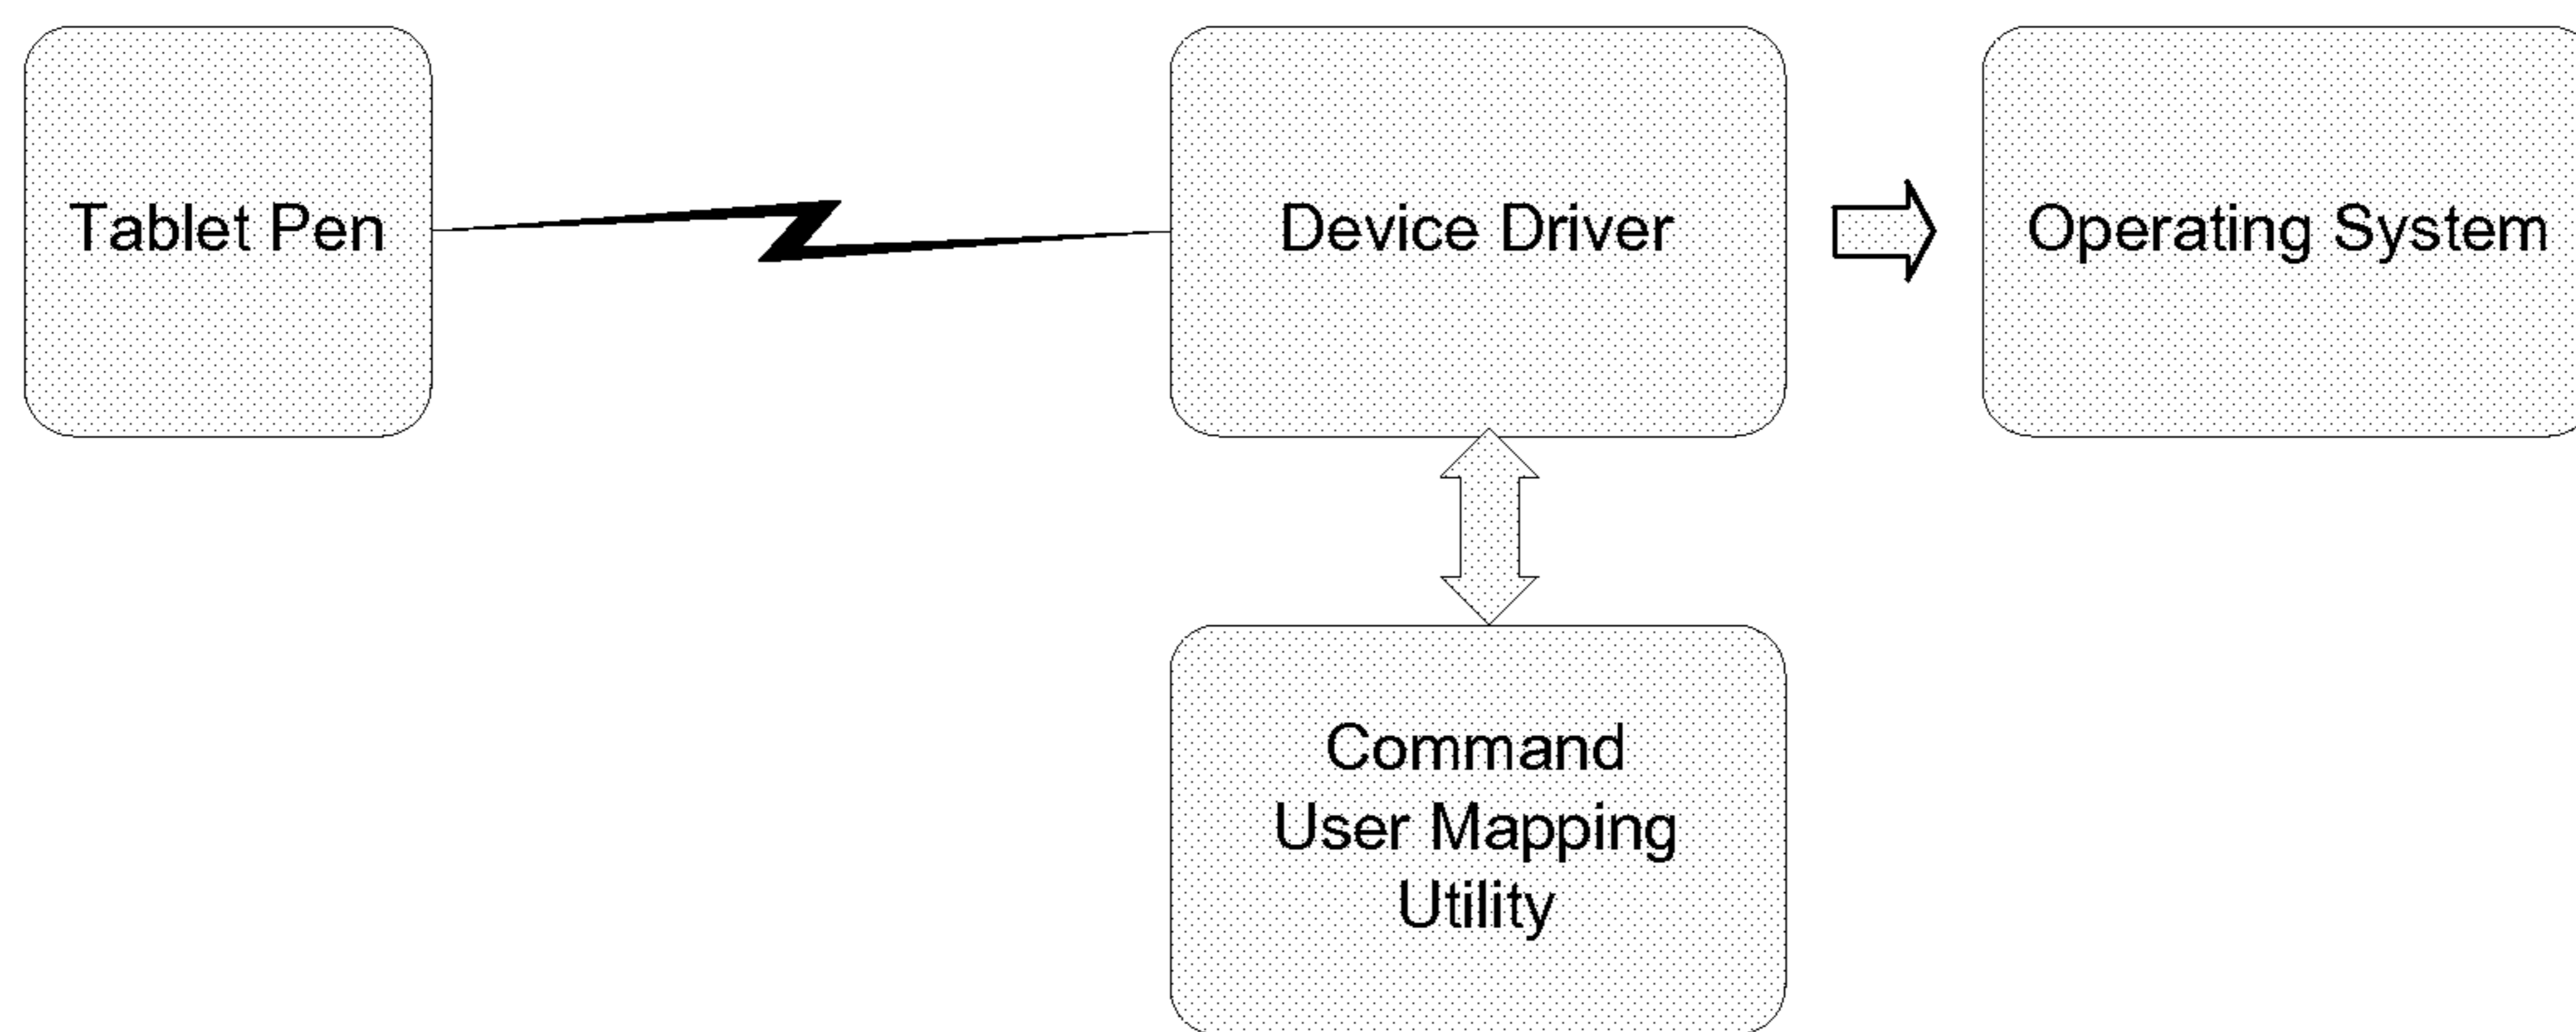 Tablet Pen
Device Driver
Operating System
Command
User Mapping
Utility